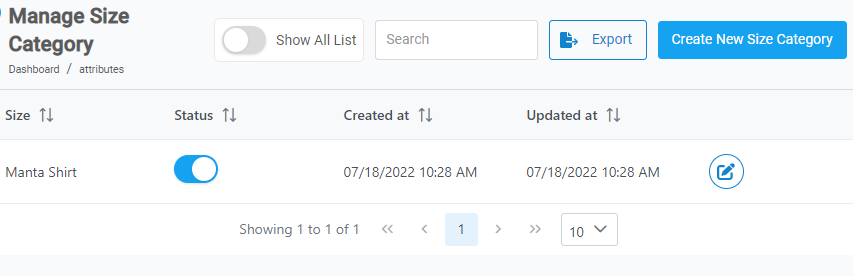 Manage Size
Category
Dashboard / attributes
Show All List
Search
Export
Create New Size Category
Size Status Created at Updated at
Manta Shirt 07/18/2022 10:28 AM 07/18/2022 10:28 AM
Showing 1 to 1 of 1 << < 1 > >> 10